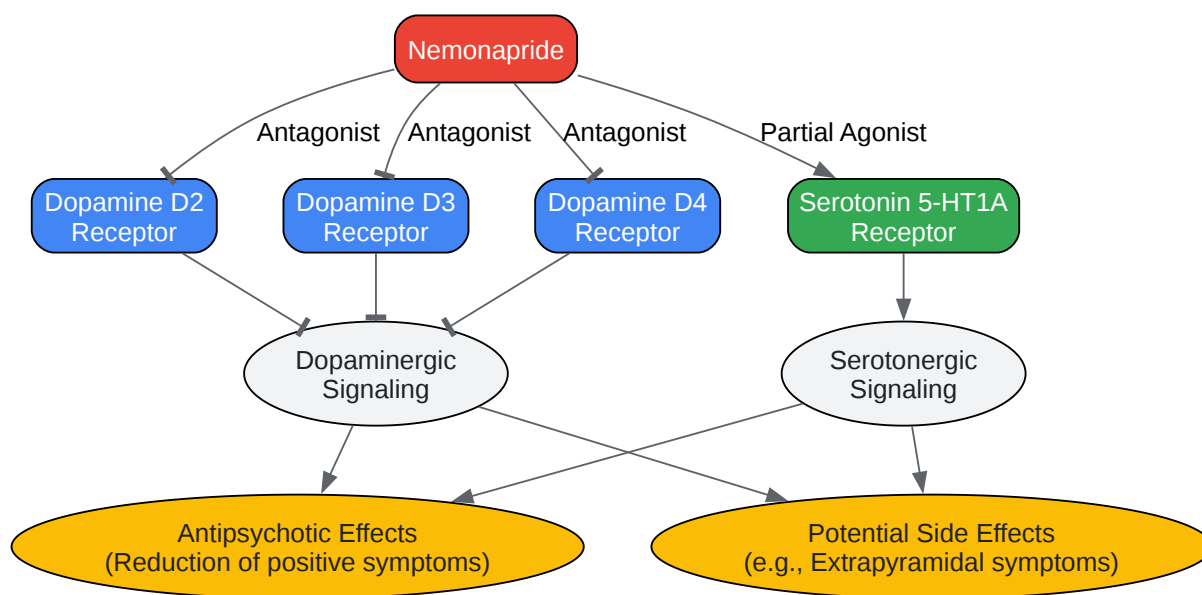 Nemonapride
Antagonist
Antagonist
Antagonist
Partial Agonist
Dopamine D2
Receptor
Dopamine D3
Receptor
Dopamine D4
Receptor
Serotonin 5-HT1A
Receptor
Dopaminergic
Signaling
Serotonergic
Signaling
Antipsychotic Effects
(Reduction of positive symptoms)
Potential Side Effects
(e.g., Extrapyramidal symptoms)